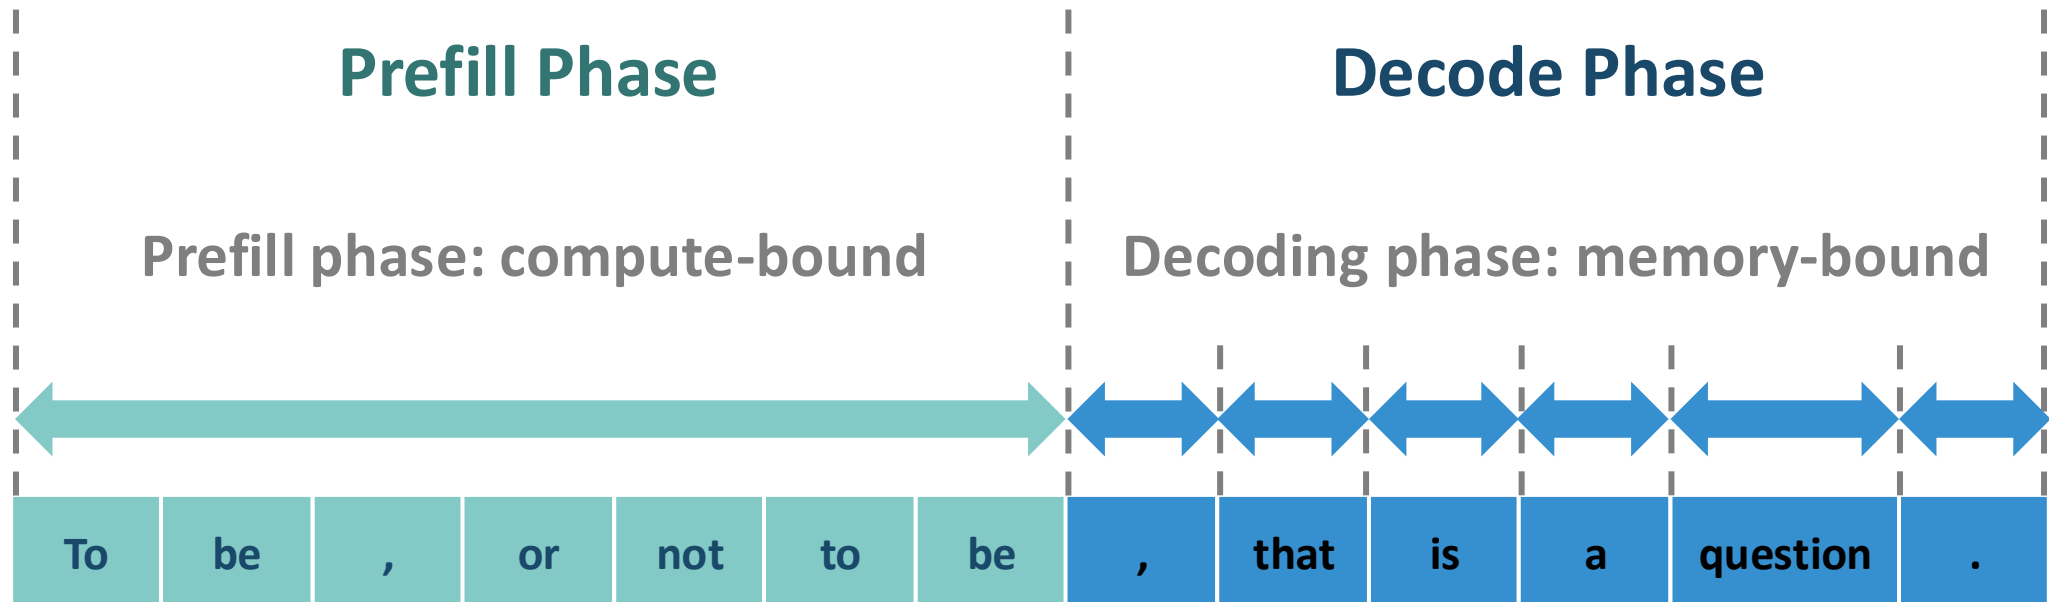 Prefill Phase
Decode Phase
Prefill phase: compute-bound
Decoding phase: memory-bound
To be , or not to be , that is a question .